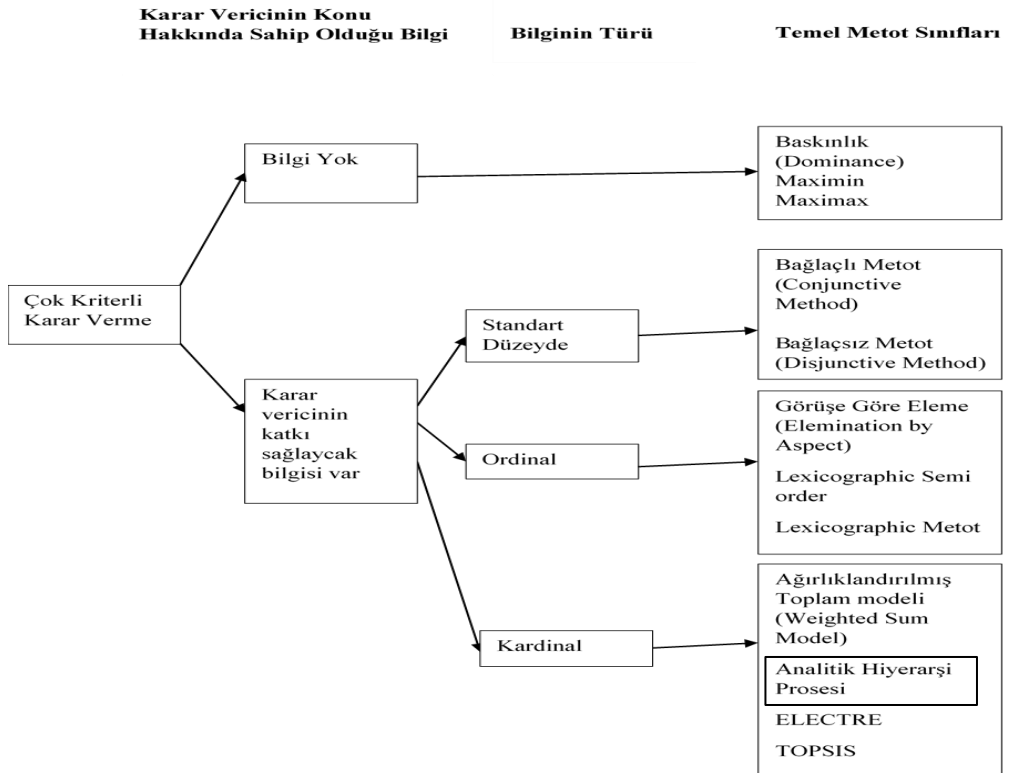 Karar Vericinin Konu
Hakkında Sahip Olduğu Bilgi
Bilginin Türü
Temel Metot Sınıfları
Çok Kriterli
Karar Verme
Bilgi Yok
Karar
vericinin
katkı
sağlaycak
bilgisi var
Standart
Düzeyde
Ordinal
Kardinal
Baskınlık
(Dominance)
Maximin
Maximax
Bağlaçlı Metot
(Conjunctive
Method)
Bağlaçsız Metot
(Disjunctive Method)
Görüşe Göre Eleme
(Elemination by
Aspect)
Lexicographic Semi
order
Lexicographic Metot
Ağırlıklandırılmış
Toplam modeli
(Weighted Sum
Model)
Analitik Hiyerarşi
Prosesi
ELECTRE
TOPSIS